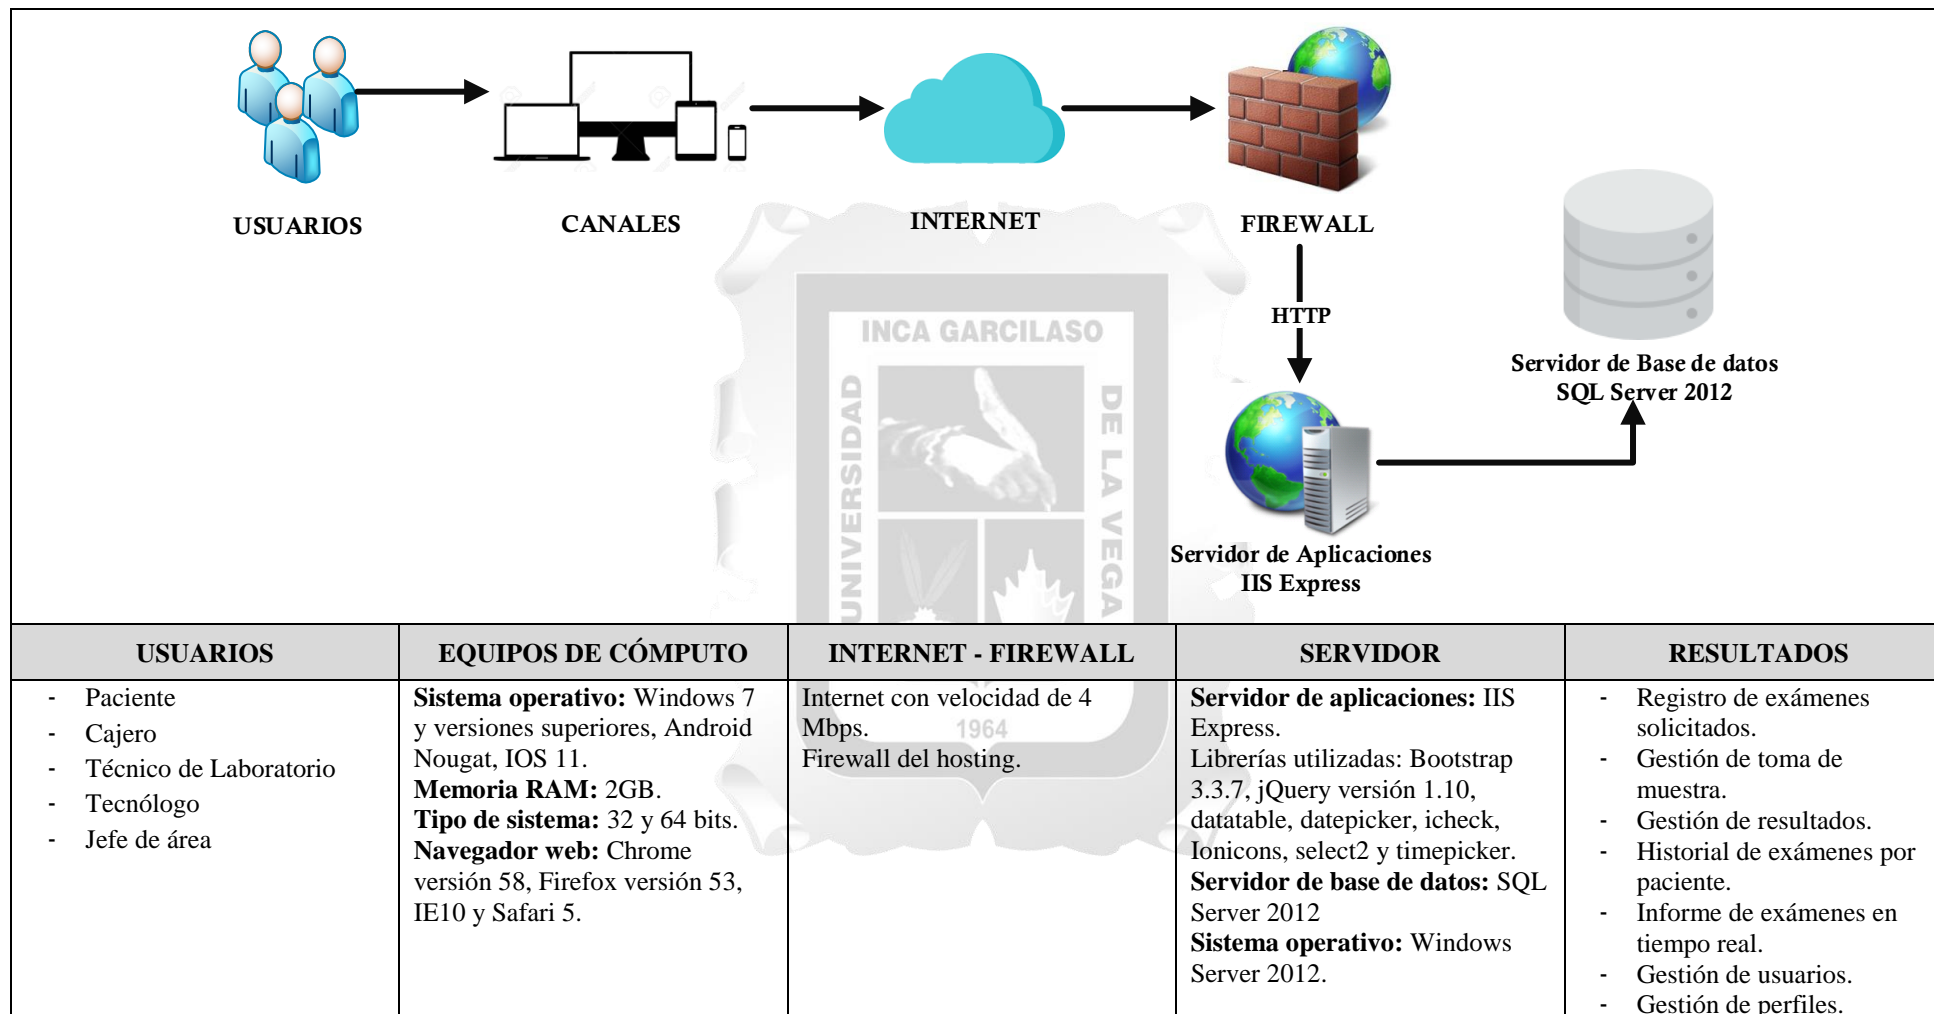 USUARIOS
CANALES
INTERNET
FIREWALL
HTTP
Servidor de Base de datos
SQL Server 2012
Servidor de Aplicaciones
IIS Express
INCA GARCILASO
UNIVERSIDAD
DE LA VEGA
1964
USUARIOS
- Paciente
- Cajero
- Técnico de Laboratorio
- Tecnólogo
- Jefe de área
EQUIPOS DE CÓMPUTO
Sistema operativo: Windows 7
y versiones superiores, Android
Nougat, IOS 11.
Memoria RAM: 2GB.
Tipo de sistema: 32 y 64 bits.
Navegador web: Chrome
versión 58, Firefox versión 53,
IE10 y Safari 5.
INTERNET - FIREWALL
Internet con velocidad de 4
Mbps.
Firewall del hosting.
SERVIDOR
Servidor de aplicaciones: IIS
Express.
Librerías utilizadas: Bootstrap
3.3.7, jQuery versión 1.10,
datatable, datepicker, icheck,
Ionicons, select2 y timepicker.
Servidor de base de datos: SQL
Server 2012
Sistema operativo: Windows
Server 2012.
RESULTADOS
- Registro de exámenes
solicitados.
- Gestión de toma de
muestra.
- Gestión de resultados.
- Historial de exámenes por
paciente.
- Informe de exámenes en
tiempo real.
- Gestión de usuarios.
- Gestión de perfiles.